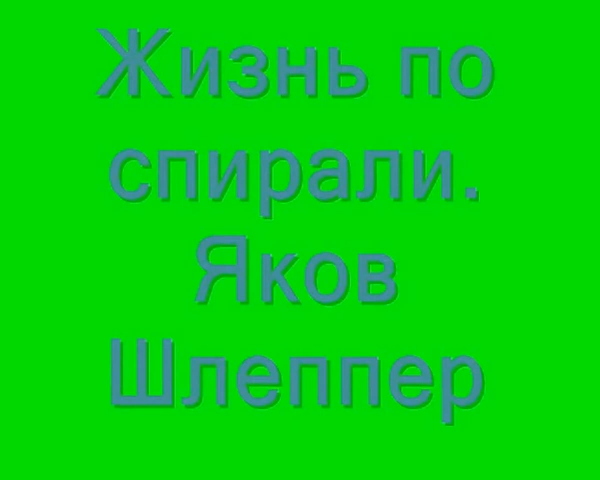 Жизнь по
спирали.
Яков
Шлеппер